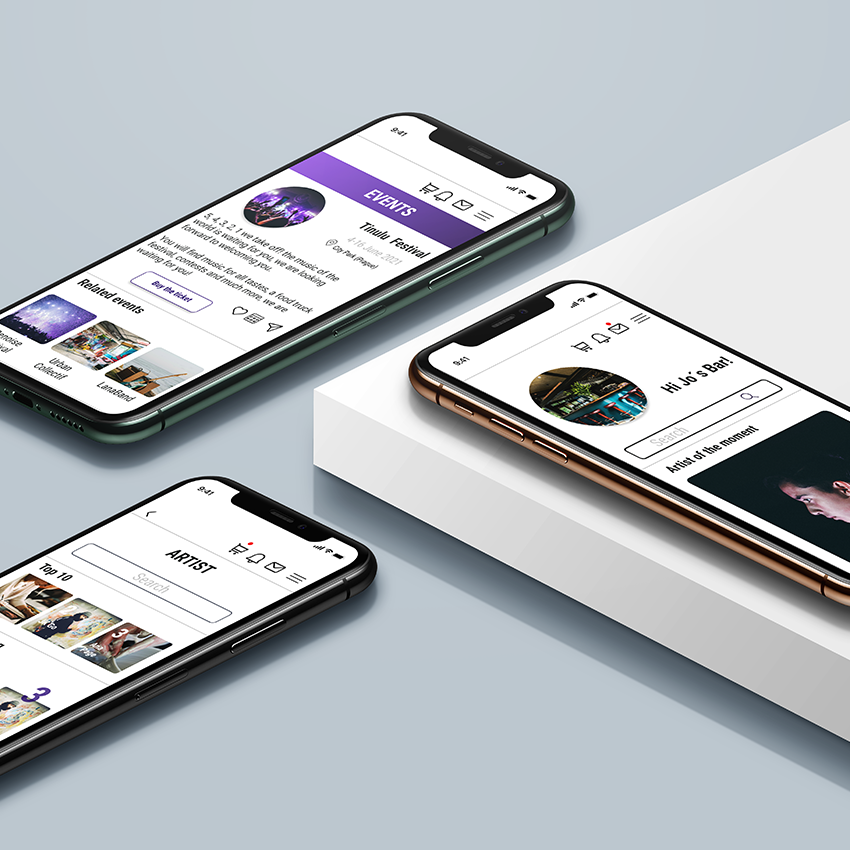 9:41
EVENTS
Tinulu Festival
4-16 June 2021
City Park (Prague)
5, 4, 3, 2, 1 we take off! the music of the
world is waiting for you, we are looking
forward to welcoming you.
You will find music for all tastes, a food truck
festival, contests and much more, we are
waiting for you!
Buy the ticket
Related events
Urban
Collectif
LanaBand
9:41
Hi Jo´s Bar!
Search
Artist of the moment
9:41
ARTIST
Search
Top 10
3
3